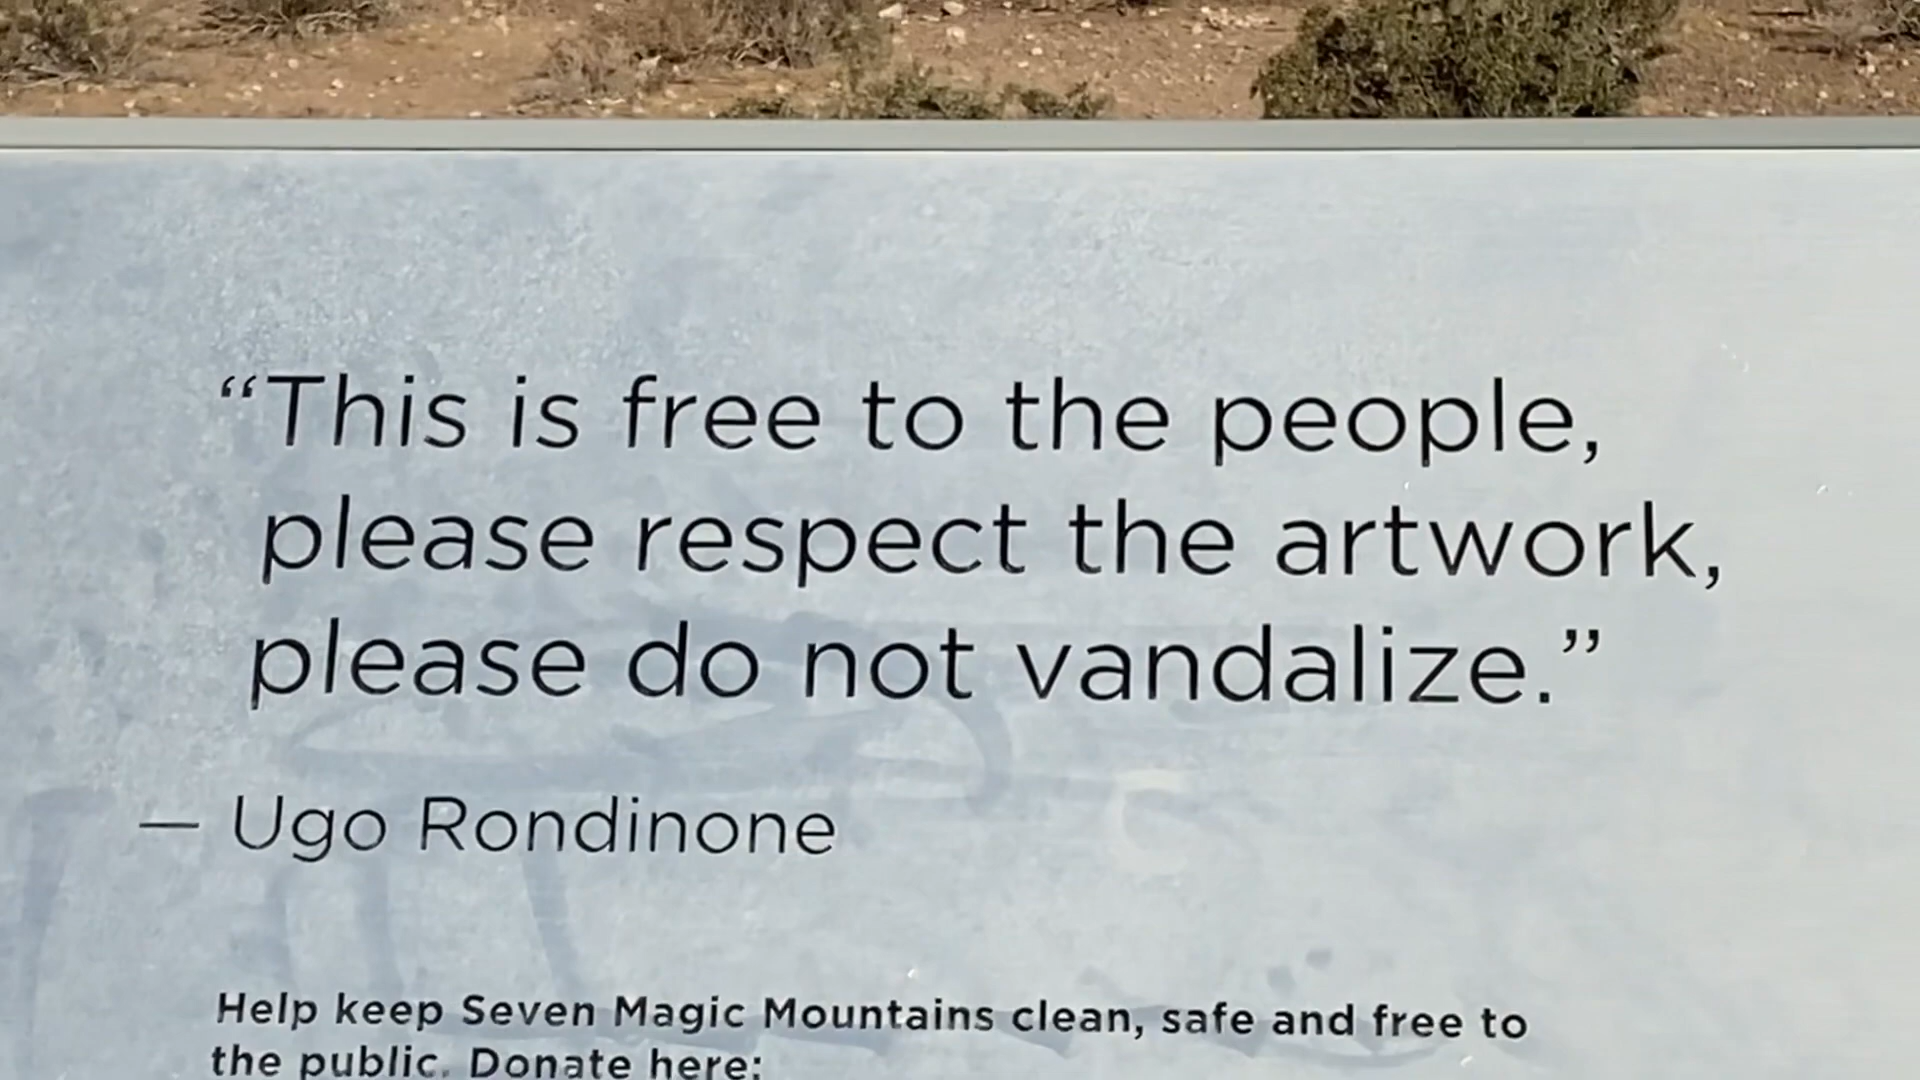 “This is free to the people,
please respect the artwork,
please do not vandalize.”
— Ugo Rondinone
Help keep Seven Magic Mountains clean, safe and free to
the public. Donate here: